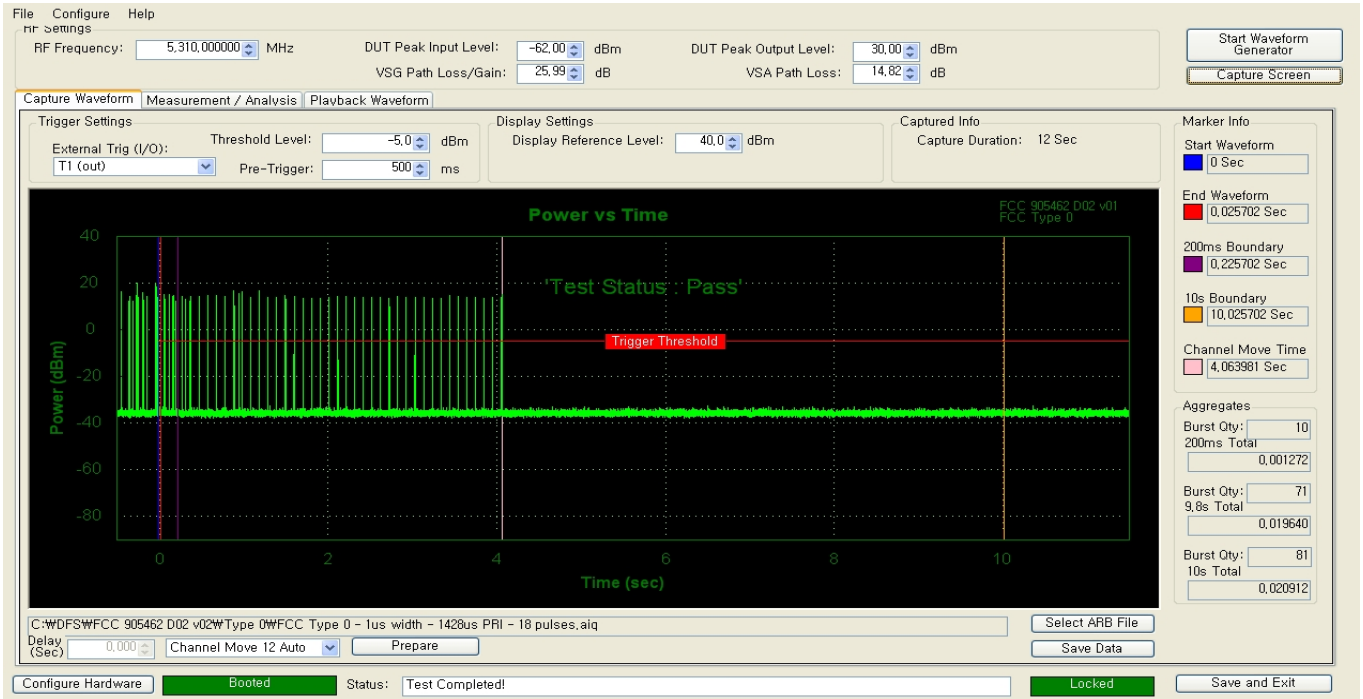 File Configure Help
RF Settings
RF Frequency: 5,310,000000 MHz DUT Peak Input Level: -62,00 dBm DUT Peak Output Level: 30,00 dBm
VSG Path Loss/Gain: 25,99 dB VSA Path Loss: 14,82 dB
Start Waveform Generator
Capture Screen
Capture Waveform Measurement / Analysis Playback Waveform
Trigger Settings
External Trig (I/O):
T1 (out)
Threshold Level: -5,0 dBm
Pre-Trigger: 500 ms
Display Settings
Display Reference Level: 40,0 dBm
Captured Info
Capture Duration: 12 Sec
Marker Info
Start Waveform
0 Sec
End Waveform
0,025702 Sec
200ms Boundary
0,225702 Sec
10s Boundary
10,025702 Sec
Channel Move Time
4,063981 Sec
Power vs Time
FCC 905462 D02 v01
FCC Type 0
'Test Status : Pass'
Trigger Threshold
Power (dBm)
40
20
0
-20
-40
-60
-80
0 2 4 6 8 10
Time (sec)
Aggregates
Burst Qty: 10
200ms Total
0,001272
Burst Qty: 71
9,8s Total
0,019640
Burst Qty: 81
10s Total
0,020912
C:₩DFS₩FCC 905462 D02 v02₩Type 0₩FCC Type 0 - 1us width - 1428us PRI - 18 pulses,aiq
Select ARB File
Delay (Sec) 0,000 Channel Move 12 Auto Prepare
Save Data
Configure Hardware Booted Status: Test Completed! Locked Save and Exit